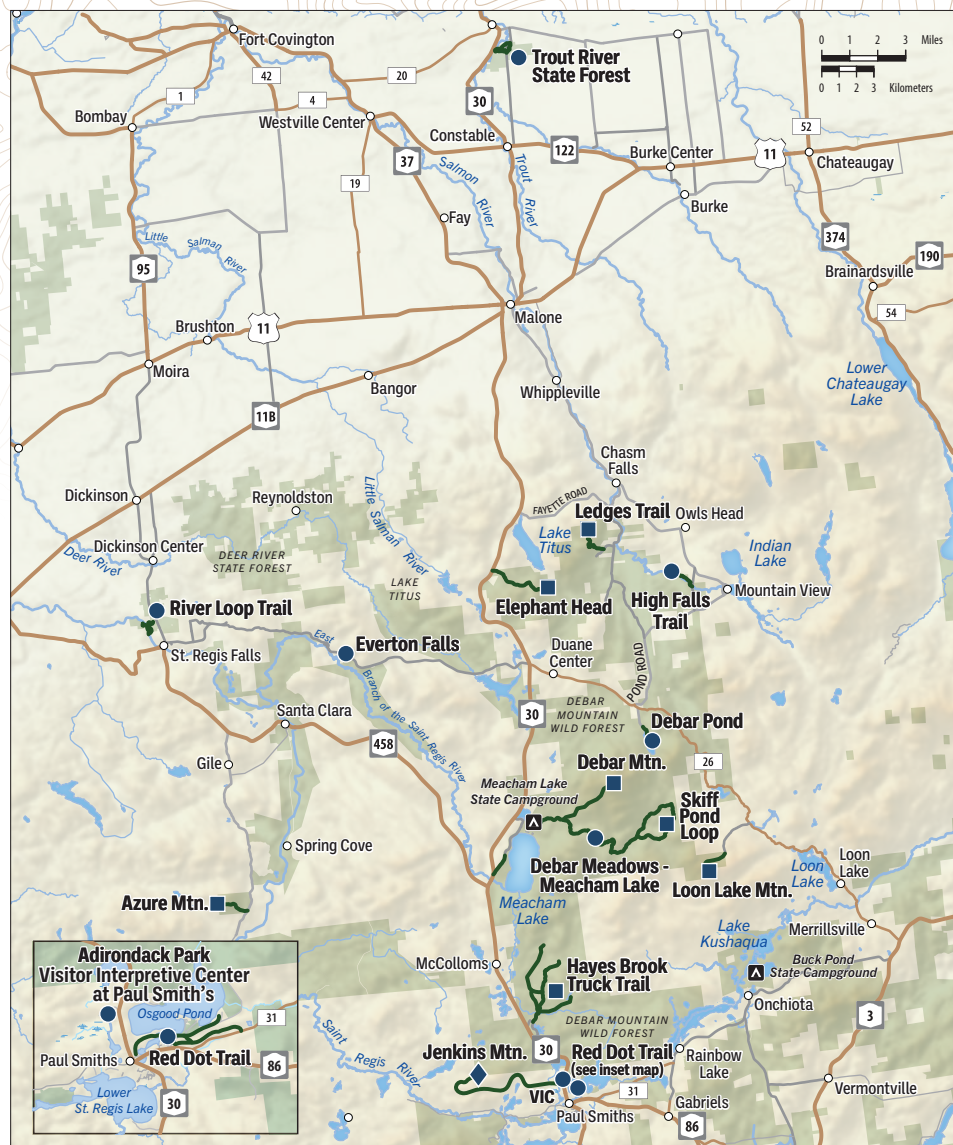 Fort Covington
Trout River
State Forest
0 1 2 3 Miles
0 1 2 3 Kilometers
42
20
1
4
30
Bombay
Westville Center
Constable
52
122
Burke Center
11
Chateaugay
37
Salmon
River
Trout
River
19
Burke
Fay
374
Little Salman River
190
95
Brainardsville
54
Brushton
11
Malone
Moira
Lower
Chateaugay
Lake
Bangor
Whippleville
11B
Chasm
Falls
Dickinson
Reynoldston
Little Salman River
FAYETTE ROAD
Ledges Trail
Owls Head
Lake
Titus
Dickinson Center
Deer River
DEER RIVER
STATE FOREST
Indian
Lake
LAKE
TITUS
Mountain View
River Loop Trail
Elephant Head
High Falls
Trail
East
Branch of the Saint Regis River
Everton Falls
St. Regis Falls
Duane
Center
POND ROAD
Santa Clara
30
DEBAR
MOUNTAIN
WILD FOREST
Debar Pond
458
Gile
Debar Mtn.
26
Meacham Lake
State Campground
Skiff
Pond
Loop
Spring Cove
Debar Meadows -
Meacham Lake
Loon
Lake
Loon
Lake
Loon Lake Mtn.
Azure Mtn.
Meacham
Lake
Merrillsville
Lake
Kushaqua
Adirondack Park
Visitor Interpretive Center
at Paul Smith's
McColloms
Hayes Brook
Truck Trail
Buck Pond
State Campground
Onchiota
Osgood Pond
31
3
DEBAR MOUNTAIN
WILD FOREST
Saint Regis River
Paul Smiths
Red Dot Trail
86
Jenkins Mtn.
30
Red Dot Trail
(see inset map)
Rainbow
Lake
Lower
St. Regis Lake
30
VIC
31
Vermontville
Paul Smiths
Gabriels
86